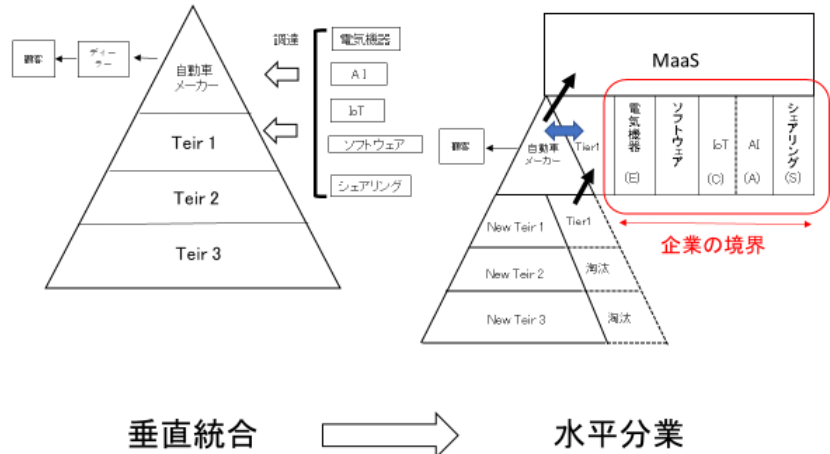 顧客
ディー
ラー
自動車
メーカー
Teir 1
Teir 2
Teir 3
調達
電気機器
AI
IoT
ソフトウェア
シェアリング
MaaS
顧客
自動車
メーカー
Tier1
電気機器
(E)
ソフトウェア
IoT
(C)
AI
(A)
シェアリング
(S)
企業の境界
New Teir 1
Tier1
New Teir 2
淘汰
New Teir 3
淘汰
垂直統合
水平分業